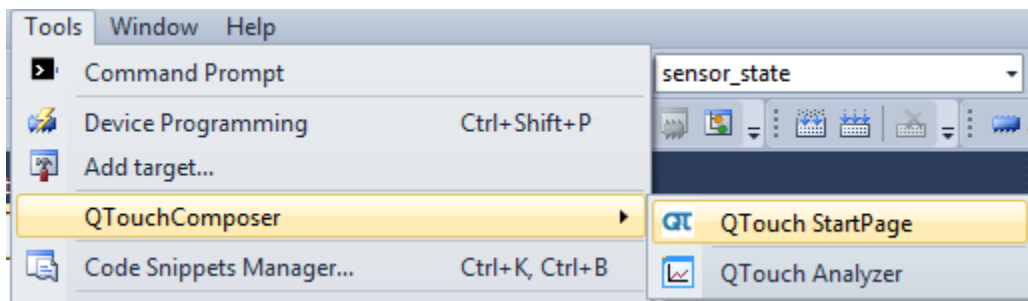 Tools Window Help
Command Prompt
sensor_state
Device Programming Ctrl+Shift+P
Add target...
QTouchComposer
QTouch StartPage
Code Snippets Manager... Ctrl+K, Ctrl+B
QTouch Analyzer